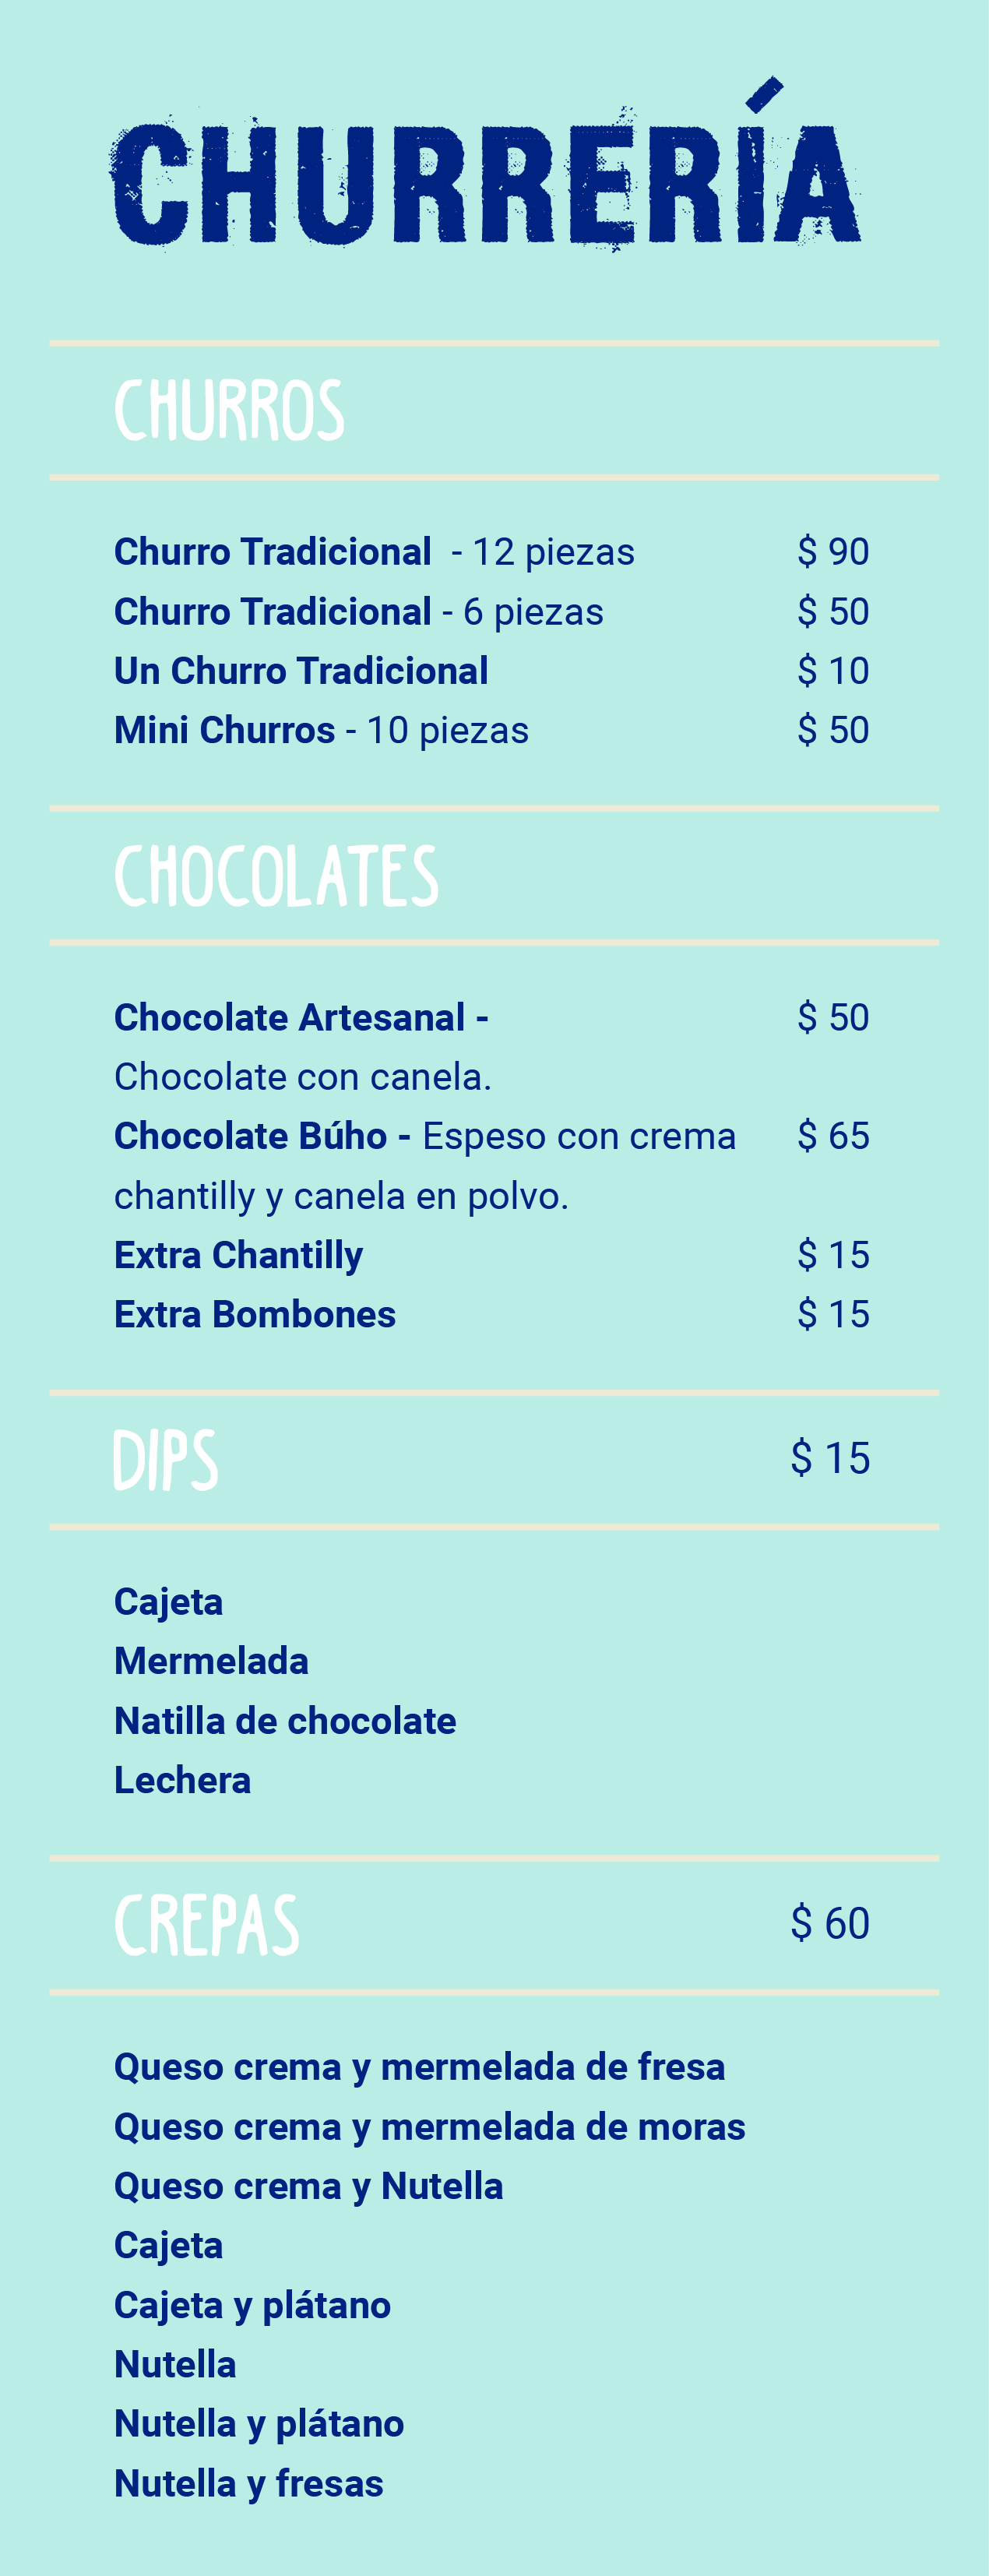 CHURRERÍA
CHURROS
Churro Tradicional - 12 piezas $ 90
Churro Tradicional - 6 piezas $ 50
Un Churro Tradicional $ 10
Mini Churros - 10 piezas $ 50
CHOCOLATES
Chocolate Artesanal - $ 50
Chocolate con canela.
Chocolate Búho - Espeso con crema $ 65
chantilly y canela en polvo.
Extra Chantilly $ 15
Extra Bombones $ 15
DIPS $ 15
Cajeta
Mermelada
Natilla de chocolate
Lechera
CREPAS $ 60
Queso crema y mermelada de fresa
Queso crema y mermelada de moras
Queso crema y Nutella
Cajeta
Cajeta y plátano
Nutella
Nutella y plátano
Nutella y fresas